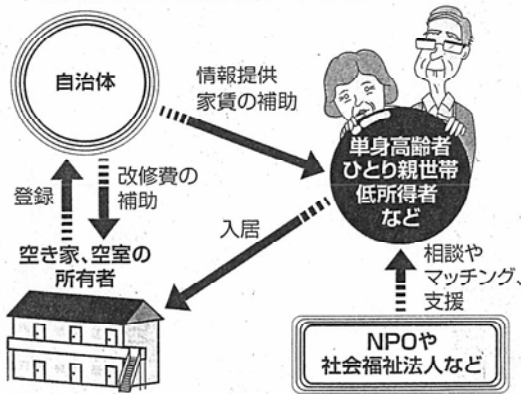 自治体
情報提供
家賃の補助
単身高齢者
ひとり親世帯
低所得者
など
登録
改修費の
補助
入居
空き家、空室の
所有者
相談や
マッチング、
支援
NPOや
社会福祉法人など